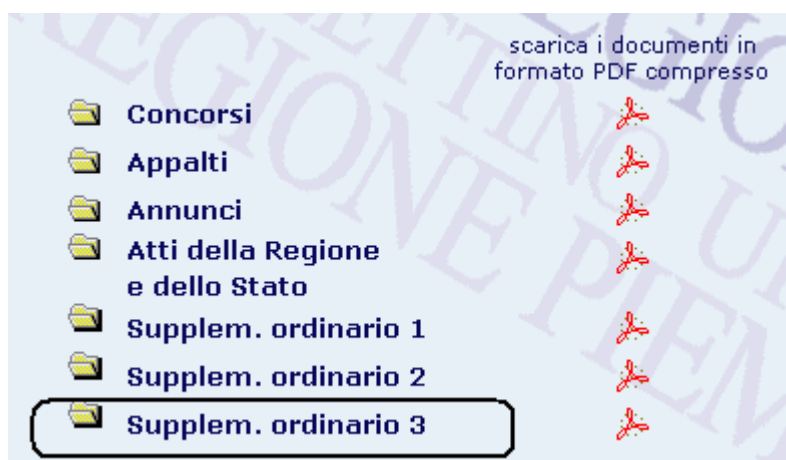 scarica i documenti in
formato PDF compresso
Concorsi
Appalti
Annunci
Atti della Regione
e dello Stato
Supplem. ordinario 1
Supplem. ordinario 2
Supplem. ordinario 3